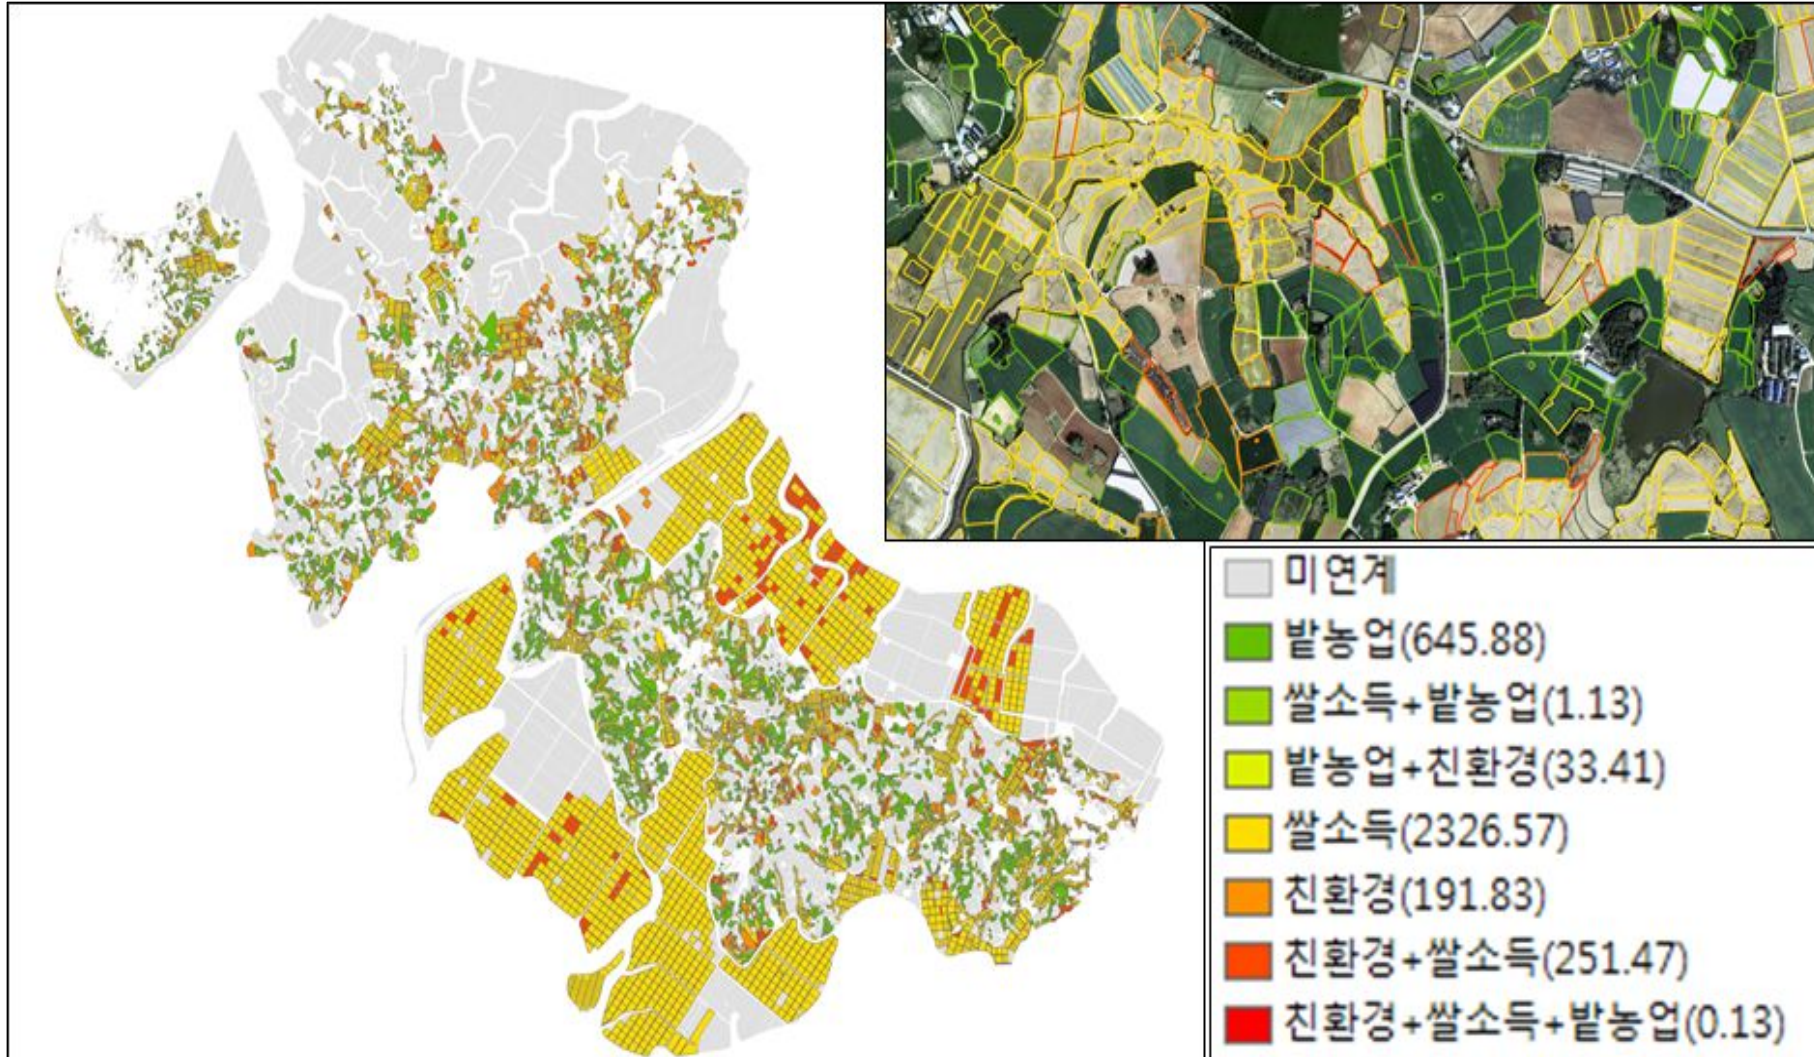 미연계
밭농업(645.88)
쌀소득+밭농업(1.13)
밭농업+친환경(33.41)
쌀소득(2326.57)
친환경(191.83)
친환경+쌀소득(251.47)
친환경+쌀소득+밭농업(0.13)